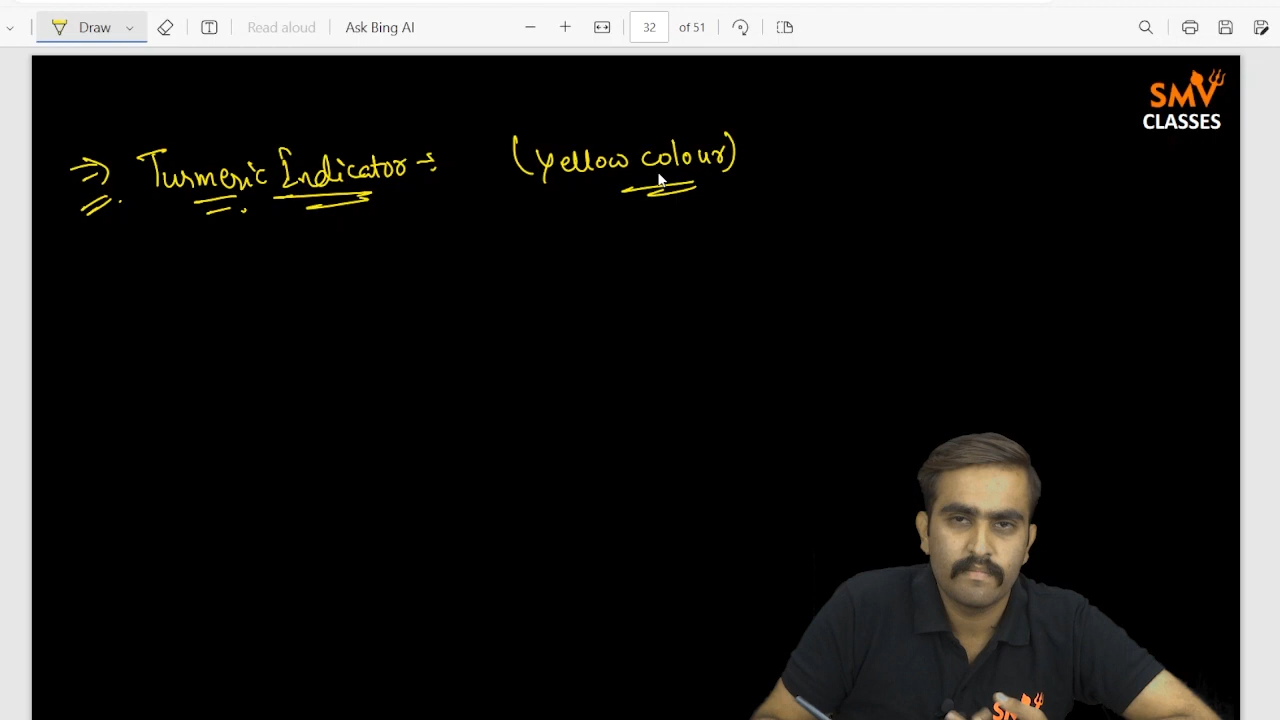 Draw
Read aloud
Ask Bing AI
32 of 51
SMV
CLASSES
⇒ Turmeric Indicator :- (Yellow colour)